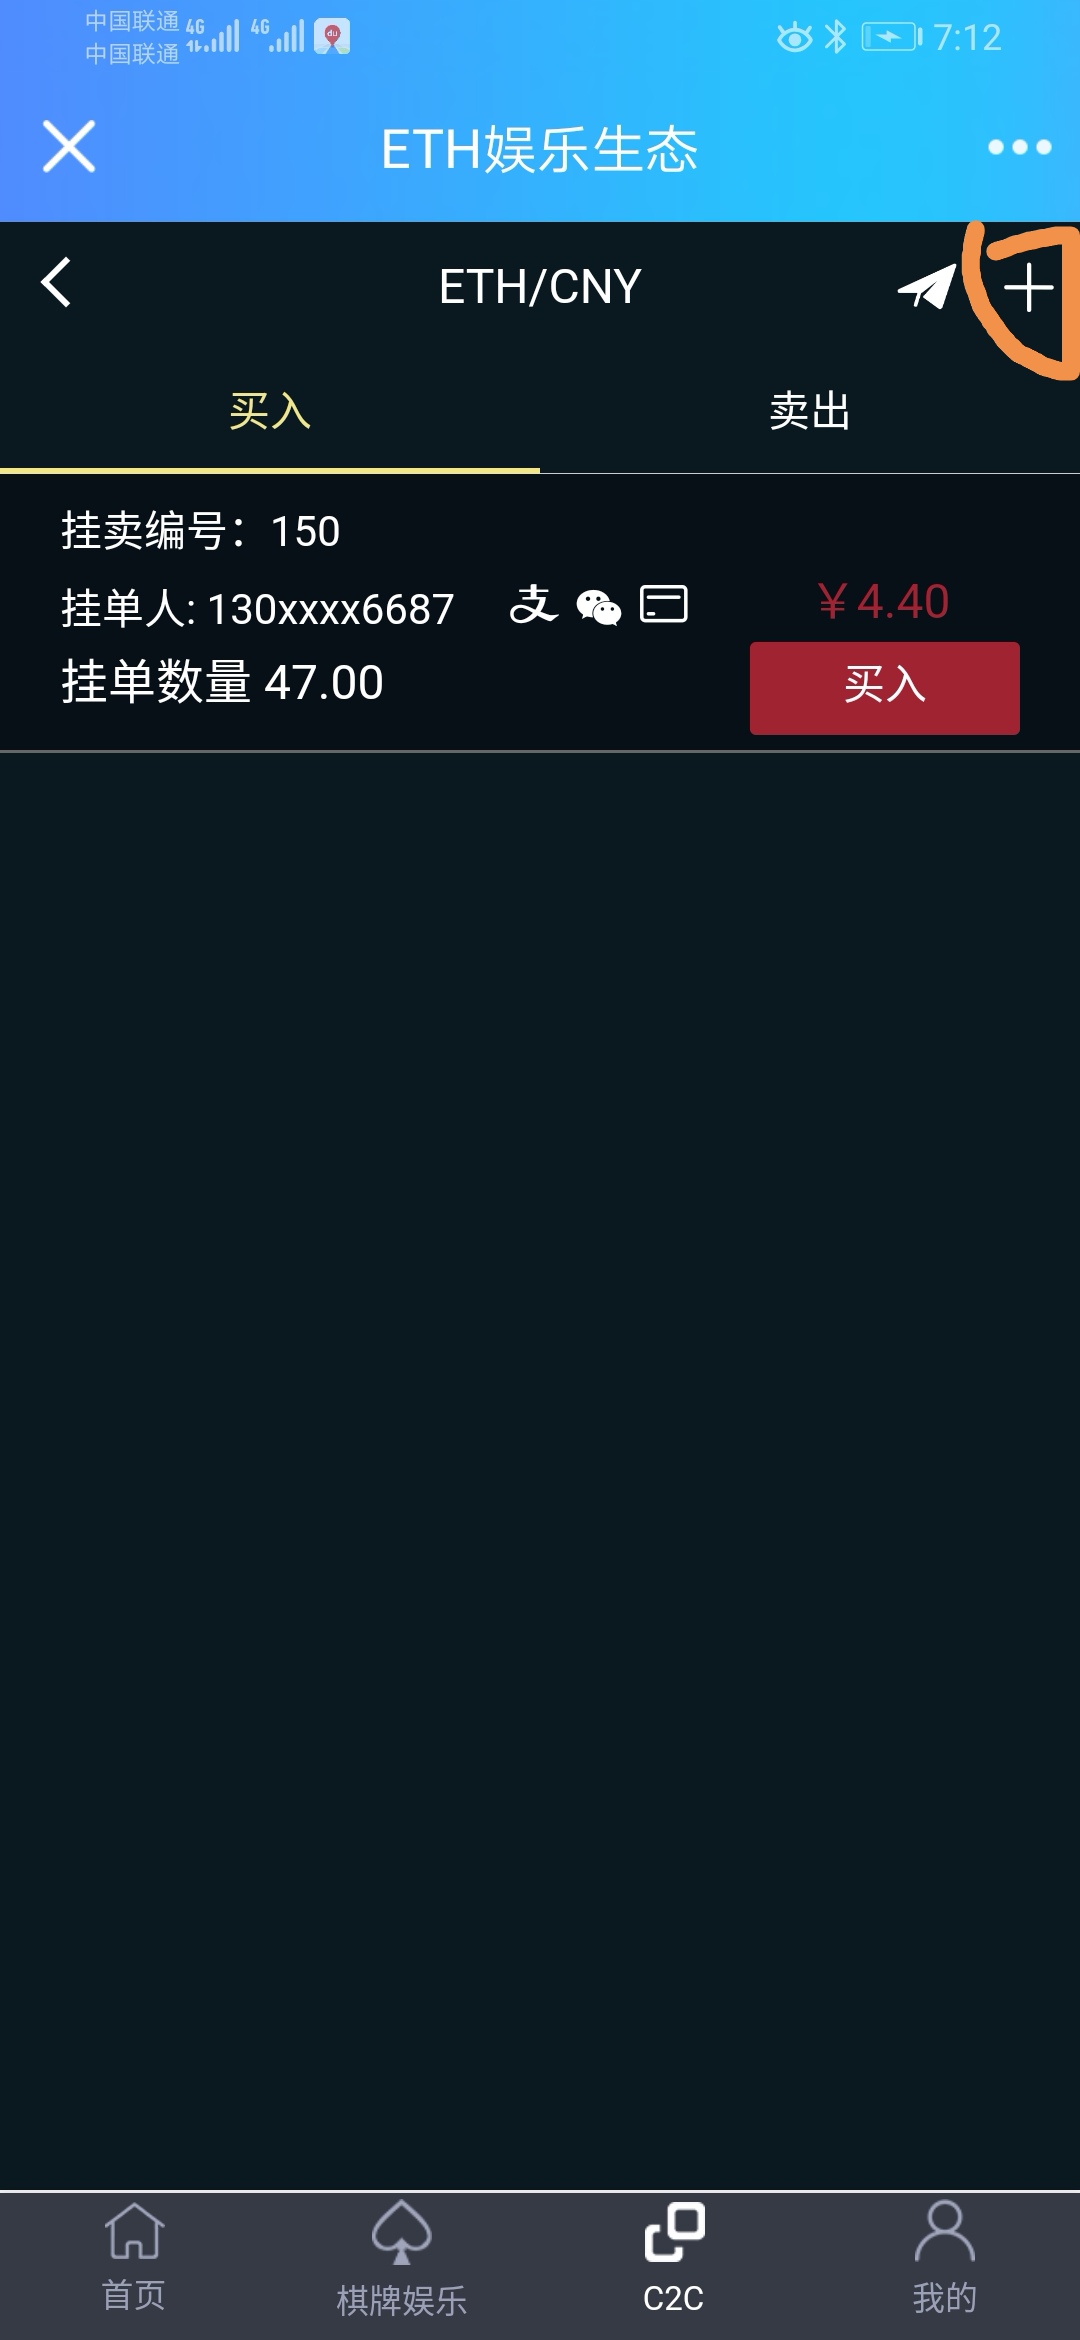 中国联通 4G 4G 7:12
中国联通
ETH娱乐生态
ETH/CNY
买入 卖出
挂卖编号：150
挂单人: 130xxxx6687 支 ￥4.40
挂单数量 47.00 买入
首页 棋牌娱乐 C2C 我的